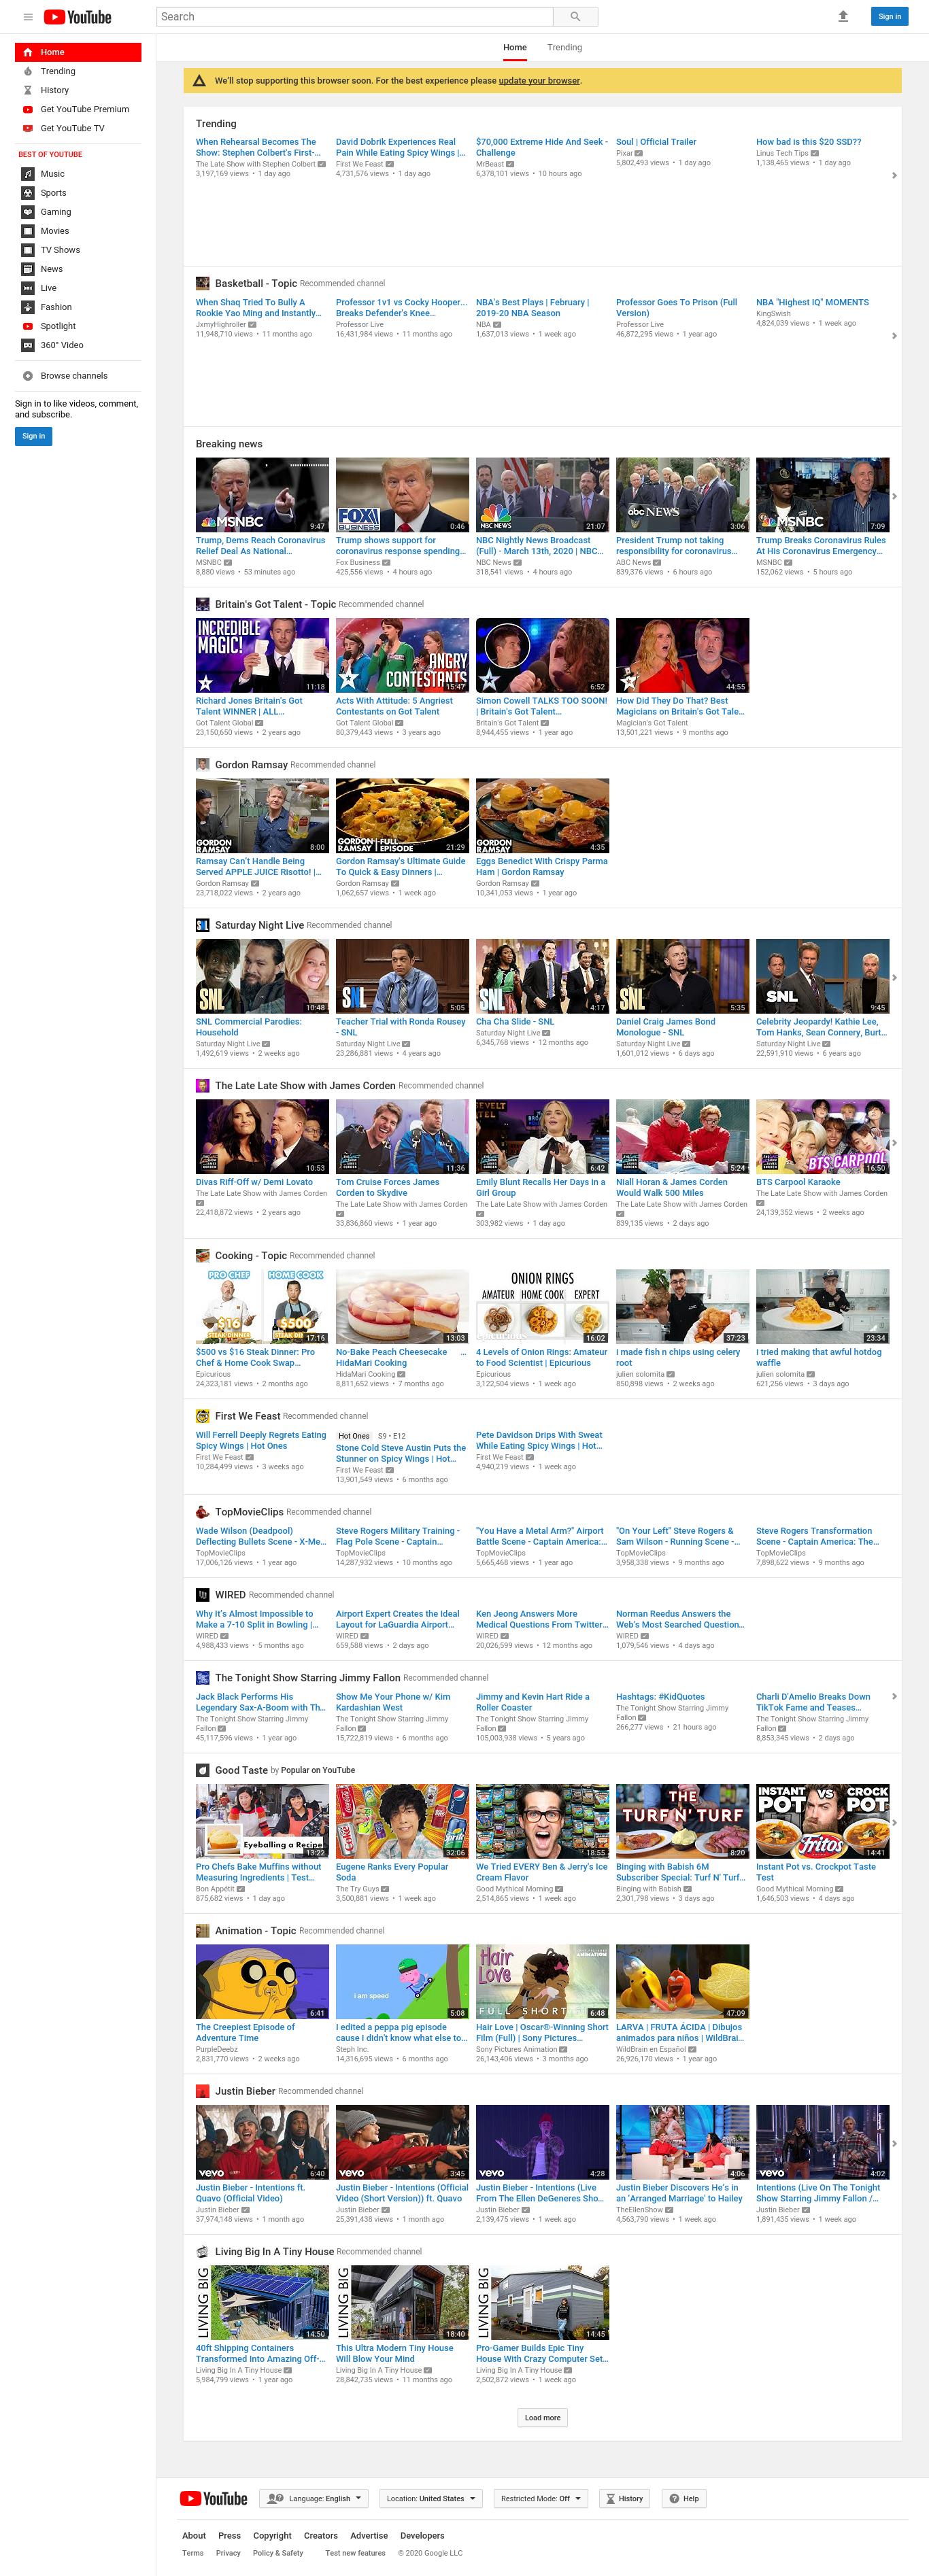 YouTube
Search
Sign in
Home
Trending
History
Get YouTube Premium
Get YouTube TV
BEST OF YOUTUBE
Music
Sports
Gaming
Movies
TV Shows
News
Live
Fashion
Spotlight
360° Video
Browse channels
Sign in to like videos, comment,
and subscribe.
Sign in
Home Trending
We'll stop supporting this browser soon. For the best experience please update your browser.
Trending
When Rehearsal Becomes The
Show: Stephen Colbert's First-...
The Late Show with Stephen Colbert
3,197,169 views • 1 day ago
David Dobrik Experiences Real
Pain While Eating Spicy Wings |...
First We Feast
4,731,576 views • 1 day ago
$70,000 Extreme Hide And Seek -
Challenge
MrBeast
6,378,101 views • 10 hours ago
Soul | Official Trailer
Pixar
5,802,493 views • 1 day ago
How bad is this $20 SSD??
Linus Tech Tips
1,138,465 views • 1 day ago
Basketball - Topic Recommended channel
When Shaq Tried To Bully A
Rookie Yao Ming and Instantly...
JxmyHighroller
11,948,710 views • 11 months ago
Professor 1v1 vs Cocky Hooper...
Breaks Defender's Knee...
Professor Live
16,431,984 views • 11 months ago
NBA's Best Plays | February |
2019-20 NBA Season
NBA
1,637,013 views • 1 week ago
Professor Goes To Prison (Full
Version)
Professor Live
46,872,295 views • 1 year ago
NBA "Highest IQ" MOMENTS
KingSwish
4,824,039 views • 1 week ago
Breaking news
MSNBC
9:47
Trump, Dems Reach Coronavirus
Relief Deal As National...
MSNBC
8,880 views • 53 minutes ago
FOX BUSINESS
0:46
Trump shows support for
coronavirus response spending...
Fox Business
425,556 views • 4 hours ago
NBC NEWS
21:07
NBC Nightly News Broadcast
(Full) - March 13th, 2020 | NBC...
NBC News
318,541 views • 4 hours ago
abc NEWS
3:06
President Trump not taking
responsibility for coronavirus...
ABC News
839,376 views • 6 hours ago
MSNBC
7:09
Trump Breaks Coronavirus Rules
At His Coronavirus Emergency...
MSNBC
152,062 views • 5 hours ago
Britain's Got Talent - Topic Recommended channel
INCREDIBLE
MAGIC!
11:18
Richard Jones Britain's Got
Talent WINNER | ALL...
Got Talent Global
23,150,650 views • 2 years ago
ANGRY
CONTESTANTS
15:47
Acts With Attitude: 5 Angriest
Contestants on Got Talent
Got Talent Global
80,379,443 views • 3 years ago
6:52
Simon Cowell TALKS TOO SOON!
| Britain's Got Talent...
Britain's Got Talent
8,944,455 views • 1 year ago
44:55
How Did They Do That? Best
Magicians on Britain's Got Tale...
Magician's Got Talent
13,501,221 views • 9 months ago
Gordon Ramsay Recommended channel
GORDON
RAMSAY
8:00
Ramsay Can't Handle Being
Served APPLE JUICE Risotto! |...
Gordon Ramsay
23,718,022 views • 2 years ago
GORDON RAMSAY | FULL EPISODE
21:29
Gordon Ramsay's Ultimate Guide
To Quick & Easy Dinners |...
Gordon Ramsay
1,062,657 views • 1 week ago
GORDON
RAMSAY
4:35
Eggs Benedict With Crispy Parma
Ham | Gordon Ramsay
Gordon Ramsay
10,341,053 views • 1 year ago
Saturday Night Live Recommended channel
SNL
10:48
SNL Commercial Parodies:
Household
Saturday Night Live
1,492,619 views • 2 weeks ago
SNL
5:05
Teacher Trial with Ronda Rousey
- SNL
Saturday Night Live
23,286,881 views • 4 years ago
SNL
4:17
Cha Cha Slide - SNL
Saturday Night Live
6,345,768 views • 12 months ago
SNL
5:35
Daniel Craig James Bond
Monologue - SNL
Saturday Night Live
1,601,012 views • 6 days ago
SNL
9:45
Celebrity Jeopardy! Kathie Lee,
Tom Hanks, Sean Connery, Burt...
Saturday Night Live
22,591,910 views • 6 years ago
The Late Late Show with James Corden Recommended channel
10:53
Divas Riff-Off w/ Demi Lovato
The Late Late Show with James Corden
22,418,872 views • 2 years ago
11:36
Tom Cruise Forces James
Corden to Skydive
The Late Late Show with James Corden
33,836,860 views • 1 year ago
6:42
Emily Blunt Recalls Her Days in a
Girl Group
The Late Late Show with James Corden
303,982 views • 1 day ago
5:24
Niall Horan & James Corden
Would Walk 500 Miles
The Late Late Show with James Corden
839,135 views • 2 days ago
BTS CARPOOL
16:50
BTS Carpool Karaoke
The Late Late Show with James Corden
24,139,352 views • 2 weeks ago
Cooking - Topic Recommended channel
PRO CHEF HOME COOK
$16 $500
STEAK DINNER STEAK DIN
17:16
$500 vs $16 Steak Dinner: Pro
Chef & Home Cook Swap...
Epicurious
24,323,181 views • 2 months ago
13:03
No-Bake Peach Cheesecake ...
HidaMari Cooking
HidaMari Cooking
8,811,652 views • 7 months ago
ONION RINGS
AMATEUR HOME COOK EXPERT
16:02
4 Levels of Onion Rings: Amateur
to Food Scientist | Epicurious
Epicurious
3,122,504 views • 1 week ago
37:23
i made fish n chips using celery
root
julien solomita
850,898 views • 2 weeks ago
23:34
i tried making that awful hotdog
waffle
julien solomita
621,256 views • 3 days ago
First We Feast Recommended channel
Will Ferrell Deeply Regrets Eating
Spicy Wings | Hot Ones
First We Feast
10,284,499 views • 3 weeks ago
Hot Ones S9 • E12
Stone Cold Steve Austin Puts the
Stunner on Spicy Wings | Hot...
First We Feast
13,901,549 views • 6 months ago
Pete Davidson Drips With Sweat
While Eating Spicy Wings | Hot...
First We Feast
4,940,219 views • 1 week ago
TopMovieClips Recommended channel
Wade Wilson (Deadpool)
Deflecting Bullets Scene - X-Me...
TopMovieClips
17,006,126 views • 1 year ago
Steve Rogers Military Training -
Flag Pole Scene - Captain...
TopMovieClips
14,287,932 views • 10 months ago
"You Have a Metal Arm?" Airport
Battle Scene - Captain America:...
TopMovieClips
5,665,468 views • 1 year ago
"On Your Left" Steve Rogers &
Sam Wilson - Running Scene -...
TopMovieClips
3,958,338 views • 9 months ago
Steve Rogers Transformation
Scene - Captain America: The...
TopMovieClips
7,898,622 views • 9 months ago
WIRED Recommended channel
Why It's Almost Impossible to
Make a 7-10 Split in Bowling |...
WIRED
4,988,433 views • 5 months ago
Airport Expert Creates the Ideal
Layout for LaGuardia Airport...
WIRED
659,588 views • 2 days ago
Ken Jeong Answers More
Medical Questions From Twitter...
WIRED
20,026,599 views • 12 months ago
Norman Reedus Answers the
Web's Most Searched Question...
WIRED
1,079,546 views • 4 days ago
The Tonight Show Starring Jimmy Fallon Recommended channel
Jack Black Performs His
Legendary Sax-A-Boom with Th...
The Tonight Show Starring Jimmy
Fallon
45,117,596 views • 1 year ago
Show Me Your Phone w/ Kim
Kardashian West
The Tonight Show Starring Jimmy
Fallon
15,722,819 views • 6 months ago
Jimmy and Kevin Hart Ride a
Roller Coaster
The Tonight Show Starring Jimmy
Fallon
105,003,938 views • 5 years ago
Hashtags: #KidQuotes
The Tonight Show Starring Jimmy
Fallon
266,277 views • 21 hours ago
Charli D'Amelio Breaks Down
TikTok Fame and Teases...
The Tonight Show Starring Jimmy
Fallon
8,853,345 views • 2 days ago
Good Taste by Popular on YouTube
Eyeballing a Recipe
13:22
Pro Chefs Bake Muffins without
Measuring Ingredients | Test...
Bon Appétit
875,682 views • 1 day ago
32:06
Eugene Ranks Every Popular
Soda
The Try Guys
3,500,881 views • 1 week ago
18:55
We Tried EVERY Ben & Jerry's Ice
Cream Flavor
Good Mythical Morning
2,514,865 views • 1 week ago
THE
TURF N' TURF
8:20
Binging with Babish 6M
Subscriber Special: Turf N' Turf...
Binging with Babish
2,301,798 views • 3 days ago
INSTANT POT VS CROCK POT
Fritos
14:41
Instant Pot vs. Crockpot Taste
Test
Good Mythical Morning
1,646,503 views • 4 days ago
Animation - Topic Recommended channel
6:41
The Creepiest Episode of
Adventure Time
PurpleDeebz
2,831,770 views • 2 weeks ago
i am speed
5:08
I edited a peppa pig episode
cause I didn't know what else to...
Steph Inc.
14,316,695 views • 6 months ago
Hair Love
ANIMATION
FULL SHORT
6:48
Hair Love | Oscar®-Winning Short
Film (Full) | Sony Pictures...
Sony Pictures Animation
26,143,406 views • 3 months ago
47:09
LARVA | FRUTA ÁCIDA | Dibujos
animados para niños | WildBrai...
WildBrain en Español
26,926,170 views • 1 year ago
Justin Bieber Recommended channel
vevo
6:40
Justin Bieber - Intentions ft.
Quavo (Official Video)
Justin Bieber
37,974,148 views • 1 month ago
vevo
3:45
Justin Bieber - Intentions (Official
Video (Short Version)) ft. Quavo
Justin Bieber
25,391,438 views • 1 month ago
vevo
4:28
Justin Bieber - Intentions (Live
From The Ellen DeGeneres Sho...
Justin Bieber
2,139,475 views • 1 week ago
4:06
Justin Bieber Discovers He's in
an 'Arranged Marriage' to Hailey
TheEllenShow
4,563,790 views • 1 week ago
vevo
4:02
Intentions (Live On The Tonight
Show Starring Jimmy Fallon /...
Justin Bieber
1,891,435 views • 1 week ago
Living Big In A Tiny House Recommended channel
LIVING BIG
14:50
40ft Shipping Containers
Transformed Into Amazing Off-...
Living Big In A Tiny House
5,984,799 views • 1 year ago
LIVING BIG
18:40
This Ultra Modern Tiny House
Will Blow Your Mind
Living Big In A Tiny House
28,842,735 views • 11 months ago
LIVING BIG
14:45
Pro-Gamer Builds Epic Tiny
House With Crazy Computer Set...
Living Big In A Tiny House
2,502,872 views • 1 week ago
Load more
YouTube Language: English Location: United States Restricted Mode: Off History Help
About Press Copyright Creators Advertise Developers
Terms Privacy Policy & Safety Test new features © 2020 Google LLC